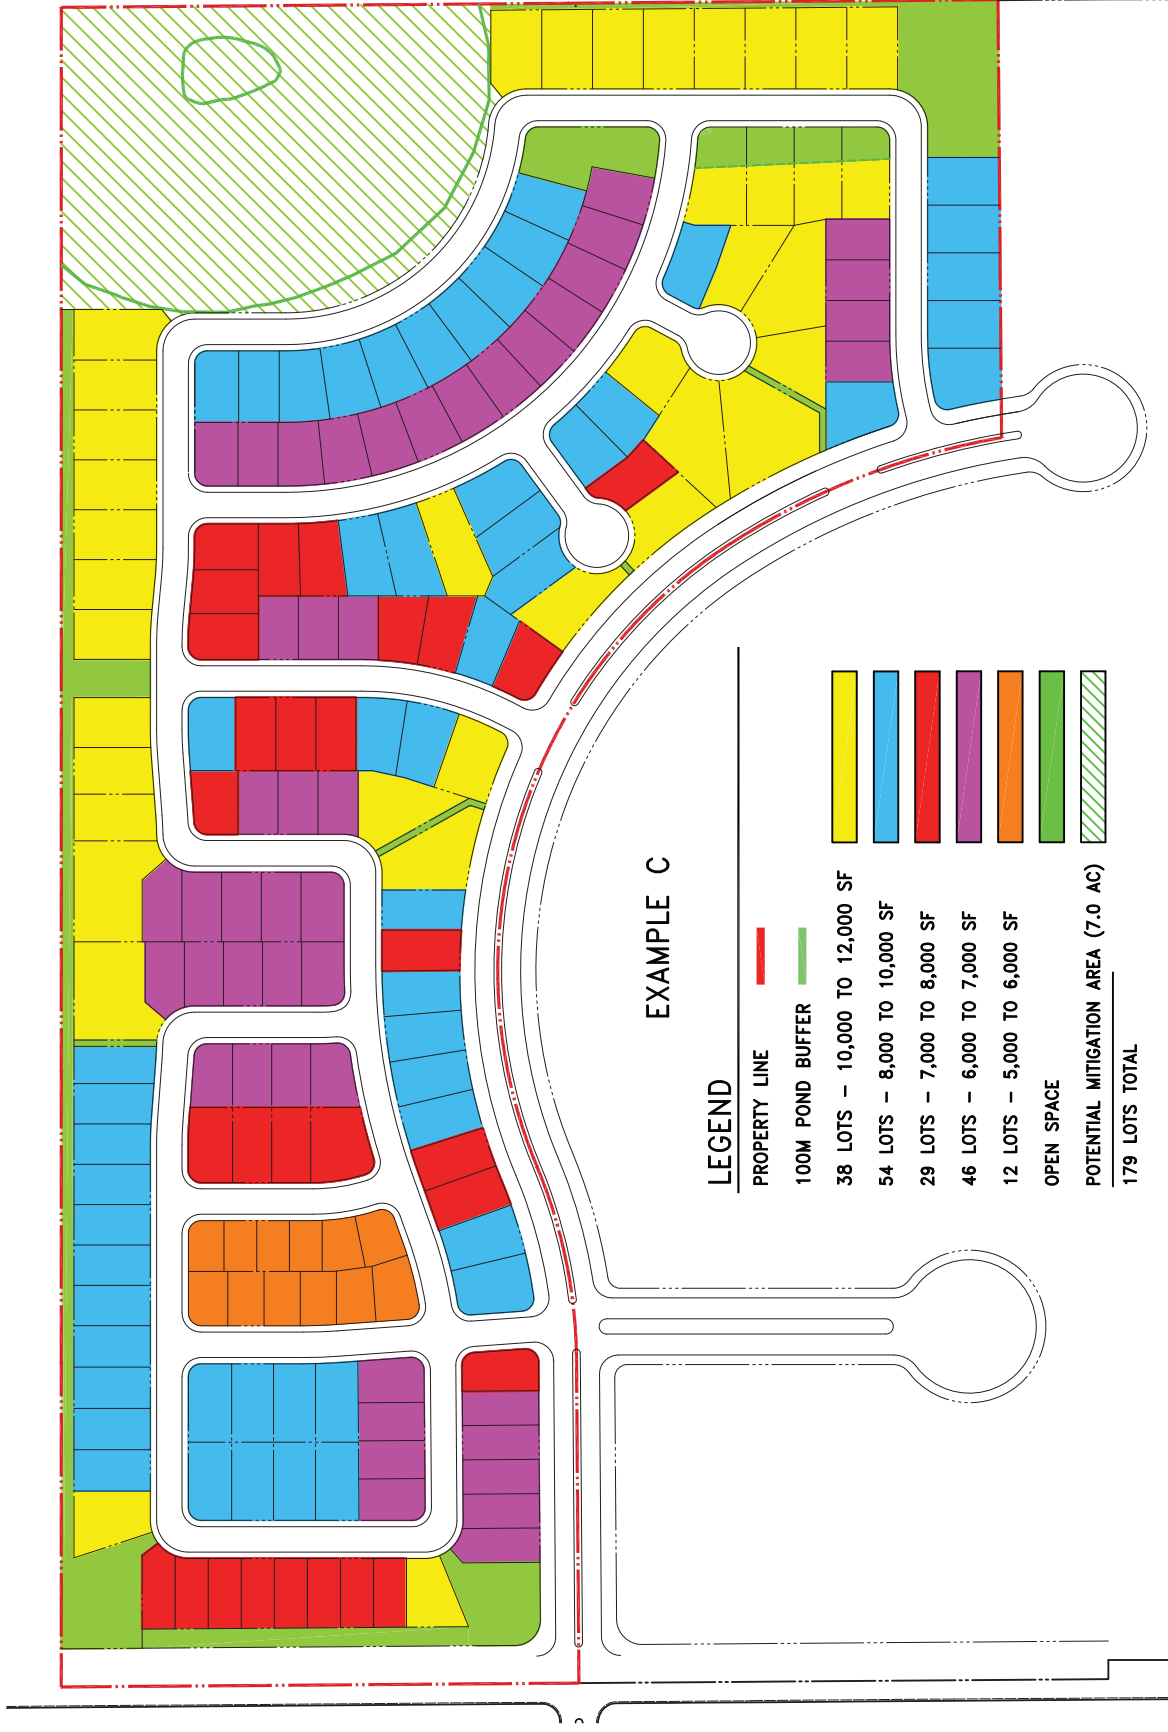 EXAMPLE C
LEGEND
PROPERTY LINE
100M POND BUFFER
38 LOTS - 10,000 TO 12,000 SF
54 LOTS - 8,000 TO 10,000 SF
29 LOTS - 7,000 TO 8,000 SF
46 LOTS - 6,000 TO 7,000 SF
12 LOTS - 5,000 TO 6,000 SF
OPEN SPACE
POTENTIAL MITIGATION AREA (7.0 AC)
179 LOTS TOTAL